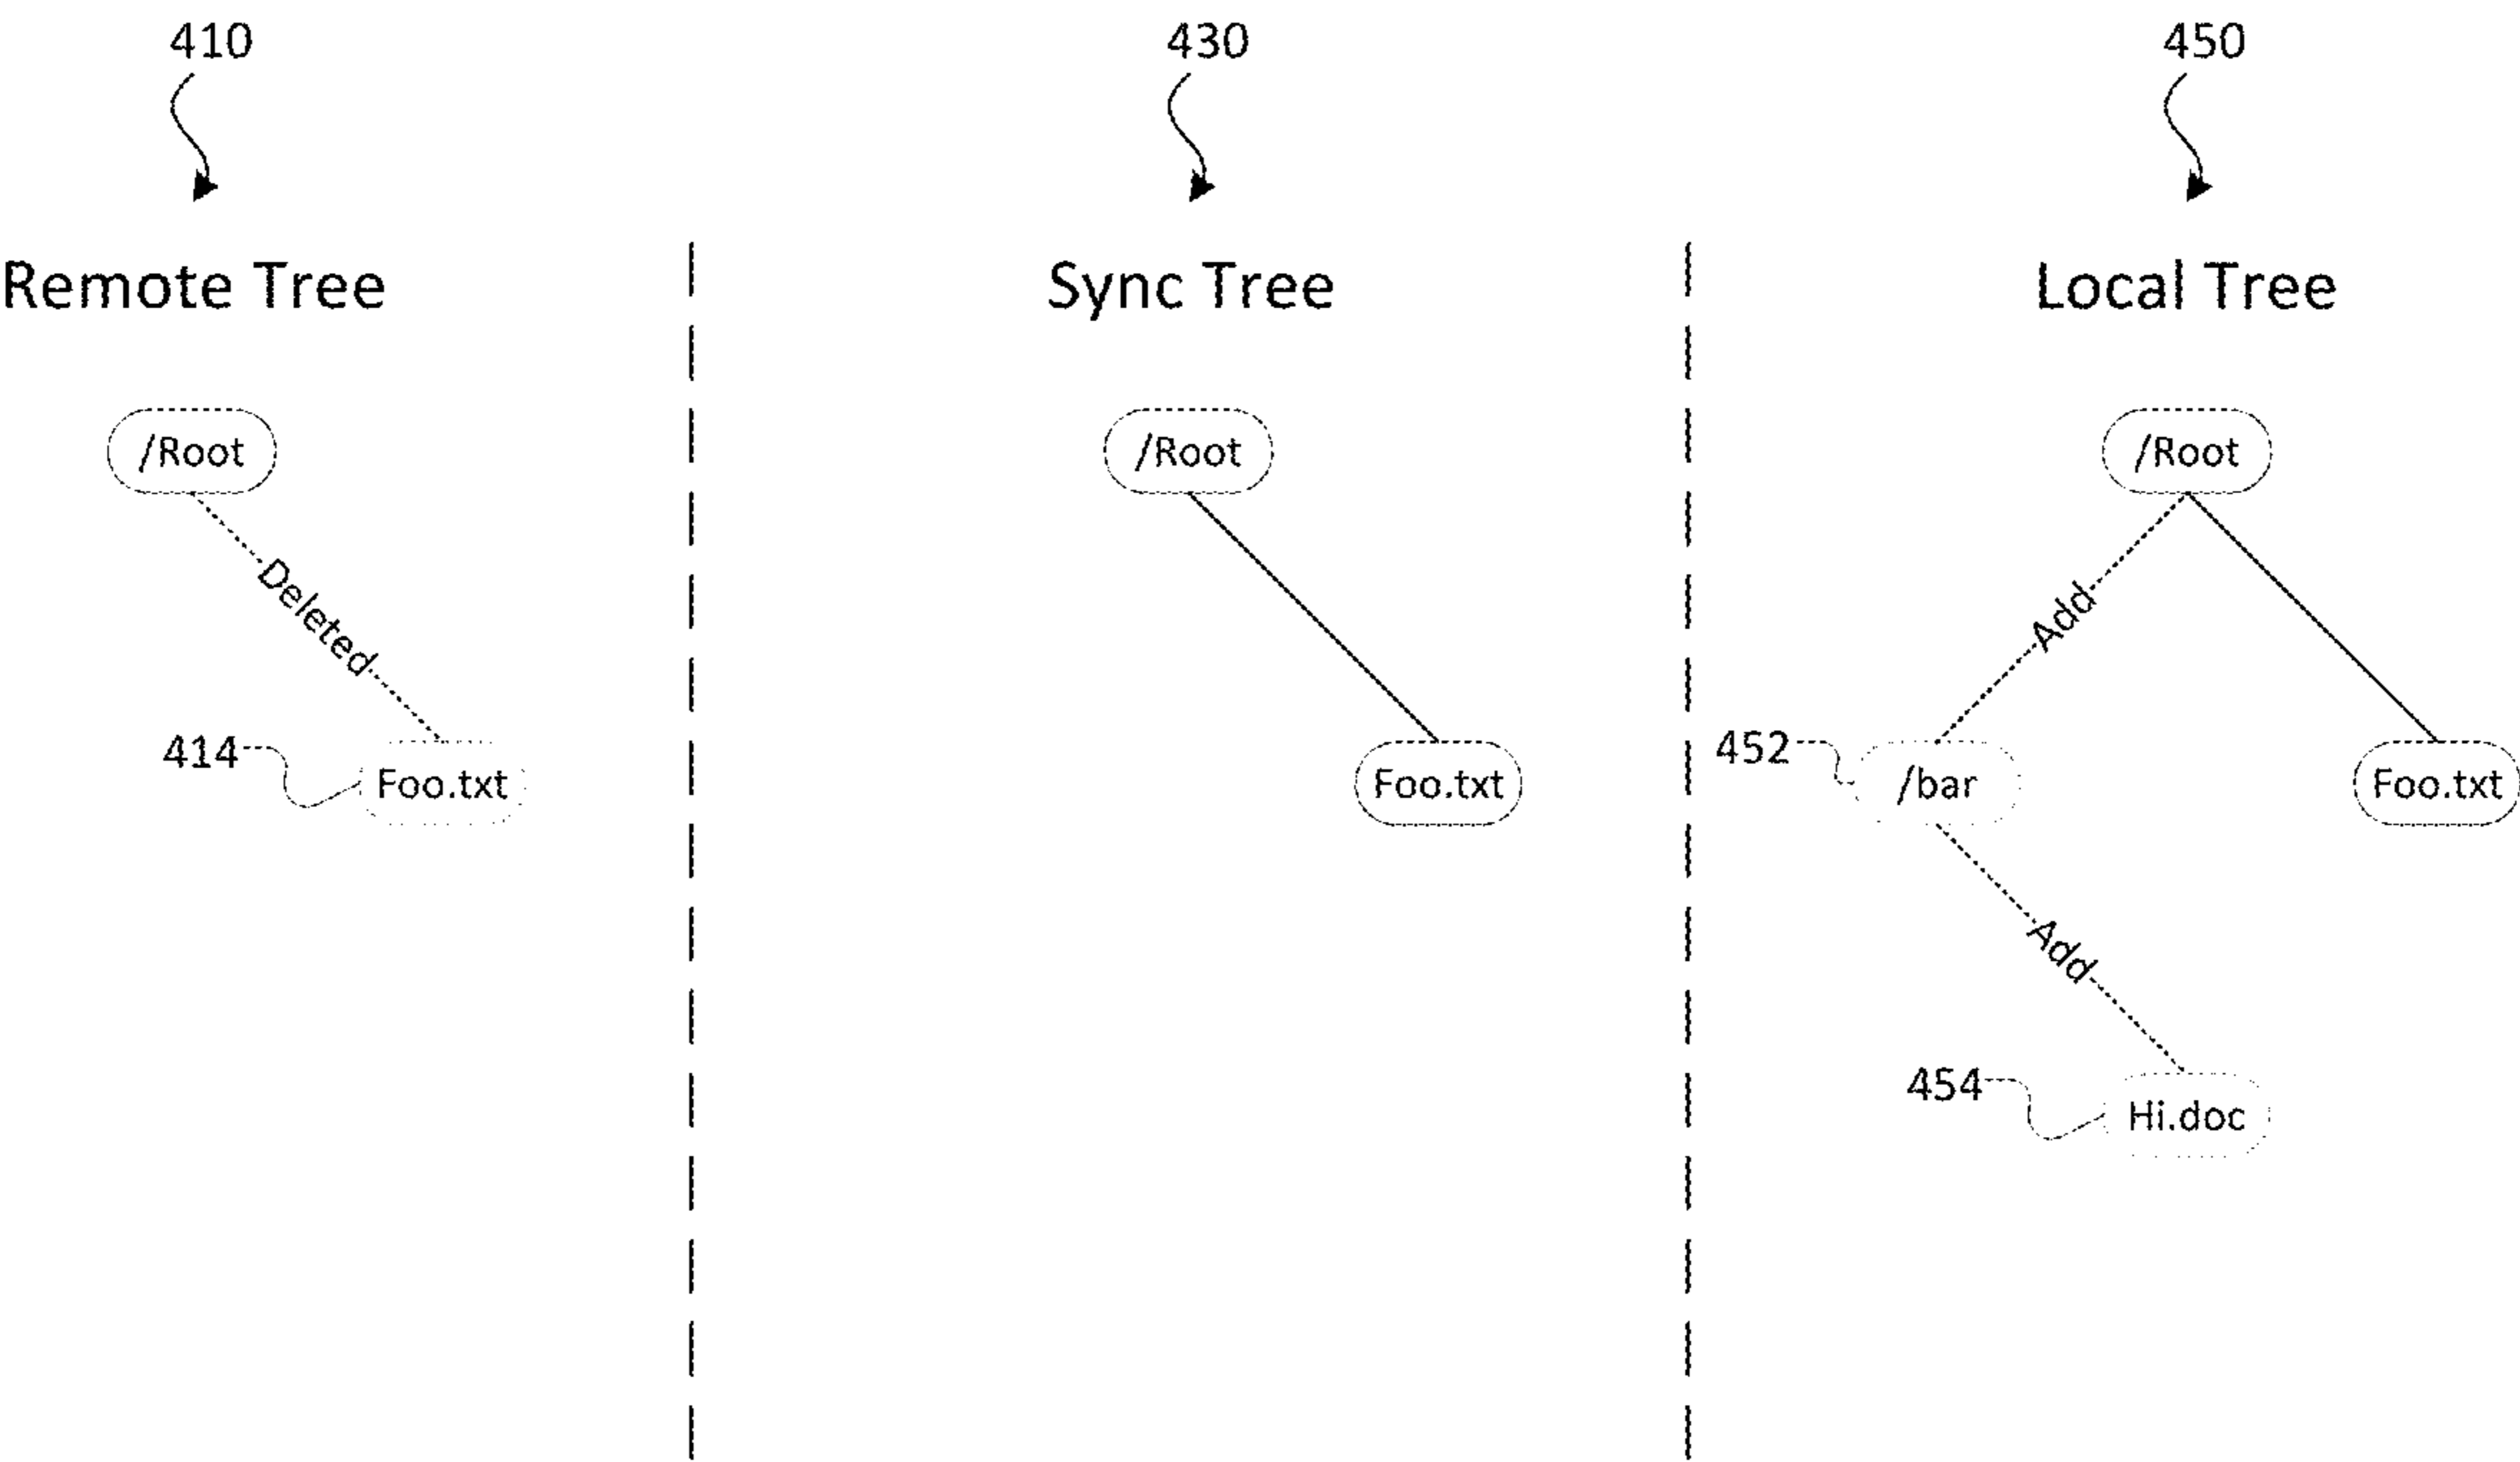 410
430
450
Remote Tree
Sync Tree
Local Tree
/Root
/Root
/Root
Deleted
Add
414
Foo.txt
Foo.txt
452
/bar
Foo.txt
Add
454
Hi.doc